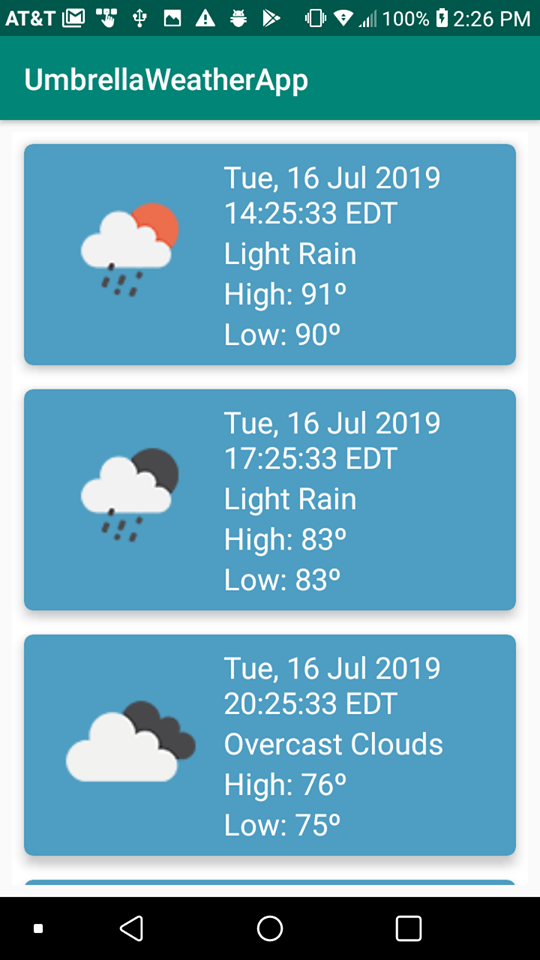 AT&T 100% 2:26 PM
UmbrellaWeatherApp
Tue, 16 Jul 2019
14:25:33 EDT
Light Rain
High: 91º
Low: 90º
Tue, 16 Jul 2019
17:25:33 EDT
Light Rain
High: 83º
Low: 83º
Tue, 16 Jul 2019
20:25:33 EDT
Overcast Clouds
High: 76º
Low: 75º